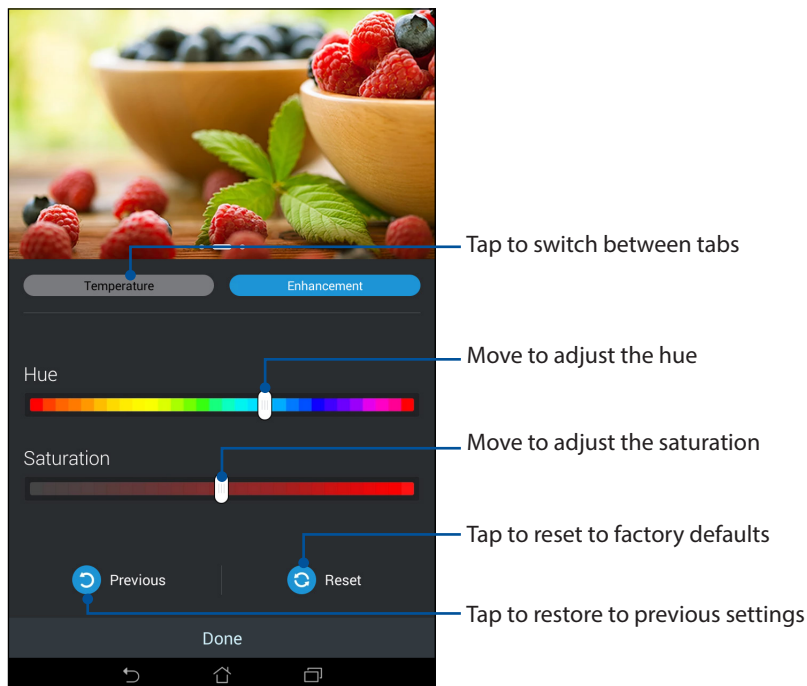 Tap to switch between tabs
Temperature
Enhancement
Move to adjust the hue
Hue
Move to adjust the saturation
Saturation
Tap to reset to factory defaults
Previous
Reset
Tap to restore to previous settings
Done